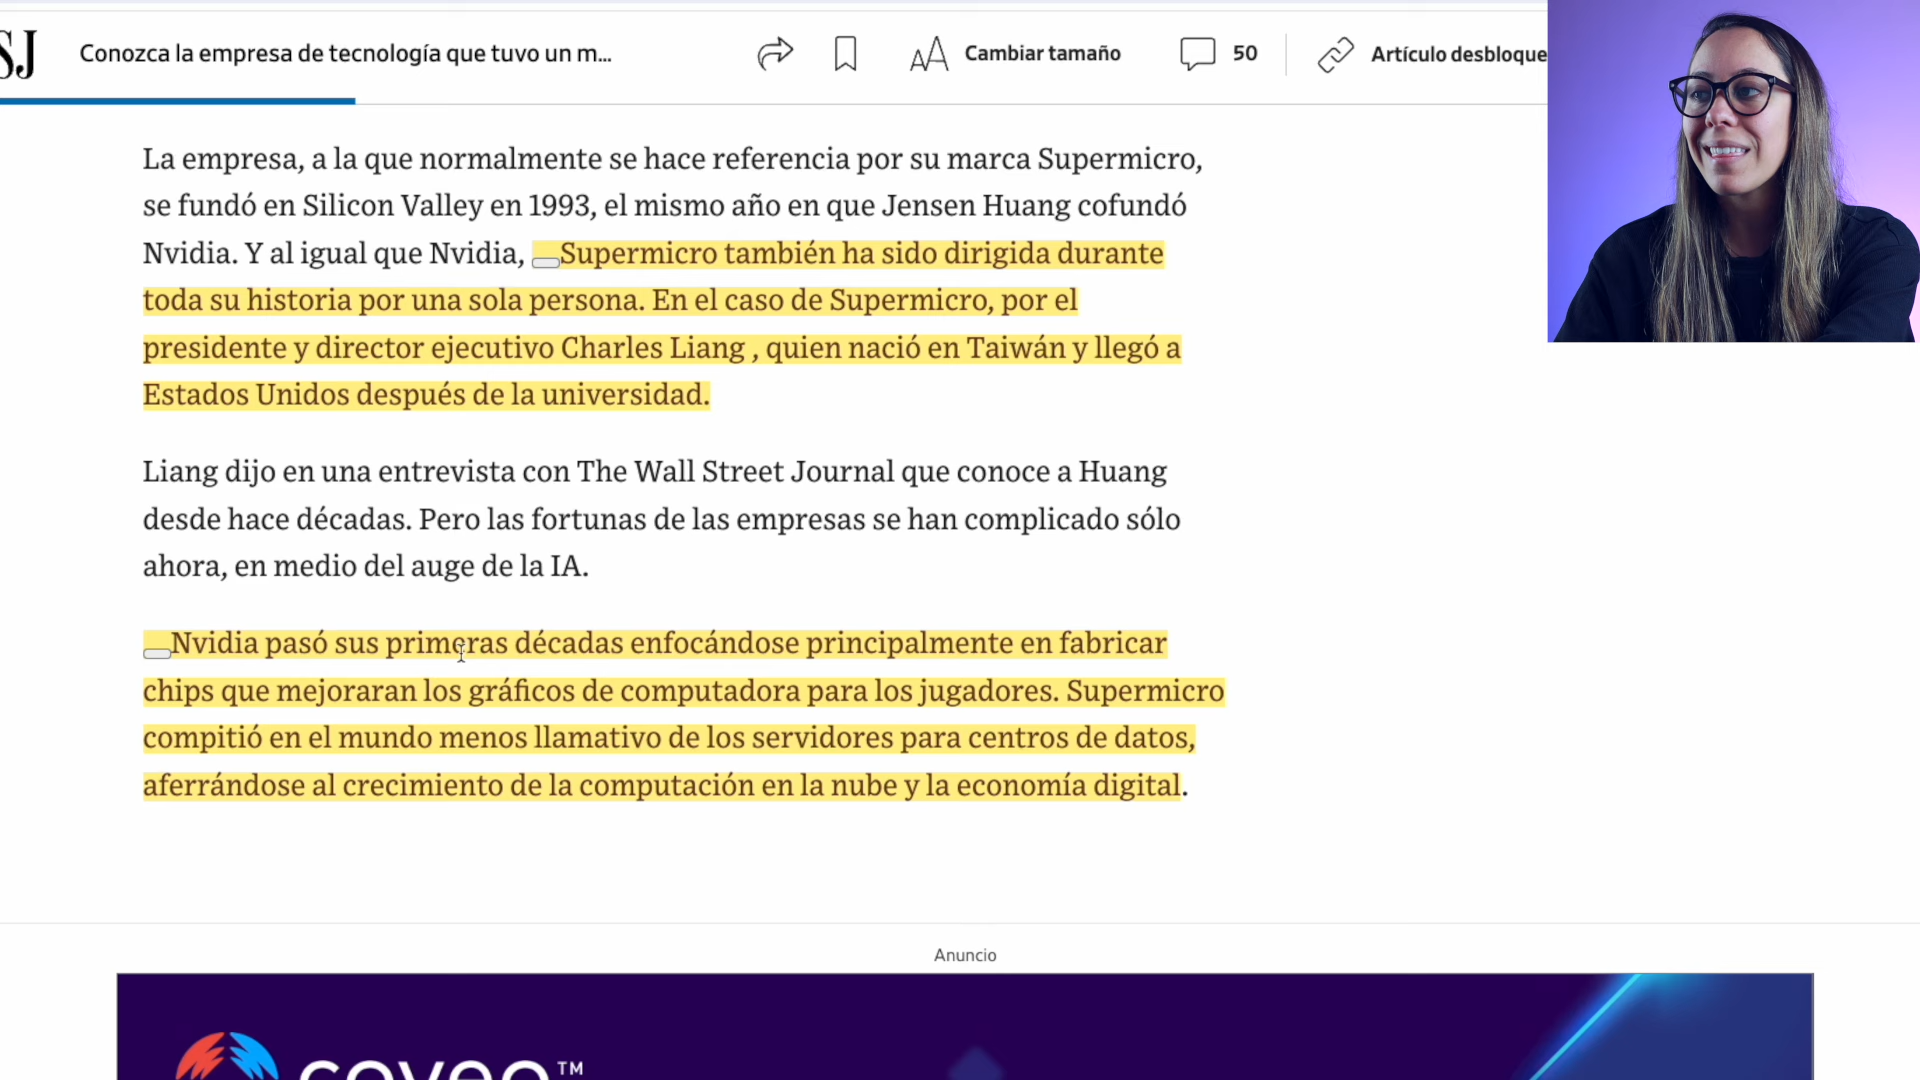 SJ
Conozca la empresa de tecnología que tuvo un m...
Cambiar tamaño
50
Artículo desbloque
La empresa, a la que normalmente se hace referencia por su marca Supermicro,
se fundó en Silicon Valley en 1993, el mismo año en que Jensen Huang cofundó
Nvidia. Y al igual que Nvidia, Supermicro también ha sido dirigida durante
toda su historia por una sola persona. En el caso de Supermicro, por el
presidente y director ejecutivo Charles Liang , quien nació en Taiwán y llegó a
Estados Unidos después de la universidad.
Liang dijo en una entrevista con The Wall Street Journal que conoce a Huang
desde hace décadas. Pero las fortunas de las empresas se han complicado sólo
ahora, en medio del auge de la IA.
Nvidia pasó sus primeras décadas enfocándose principalmente en fabricar
chips que mejoraran los gráficos de computadora para los jugadores. Supermicro
compitió en el mundo menos llamativo de los servidores para centros de datos,
aferrándose al crecimiento de la computación en la nube y la economía digital.
Anuncio
coveo™